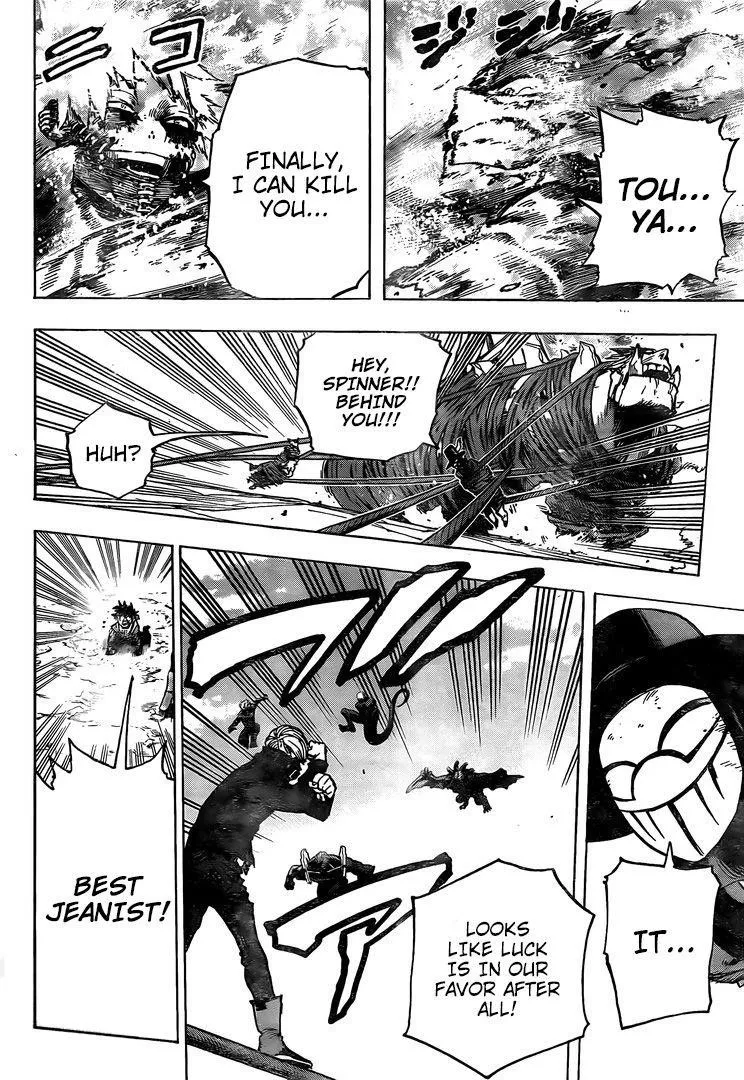 ジジ
TOU...
YA...
ニコ
FINALLY,
I CAN KILL
YOU...
HEY,
SPINNER!!
BEHIND
YOU!!!
HUH?
IT...
LOOKS
LIKE LUCK
IS IN OUR
FAVOR AFTER
ALL!
BEST
JEANIST!